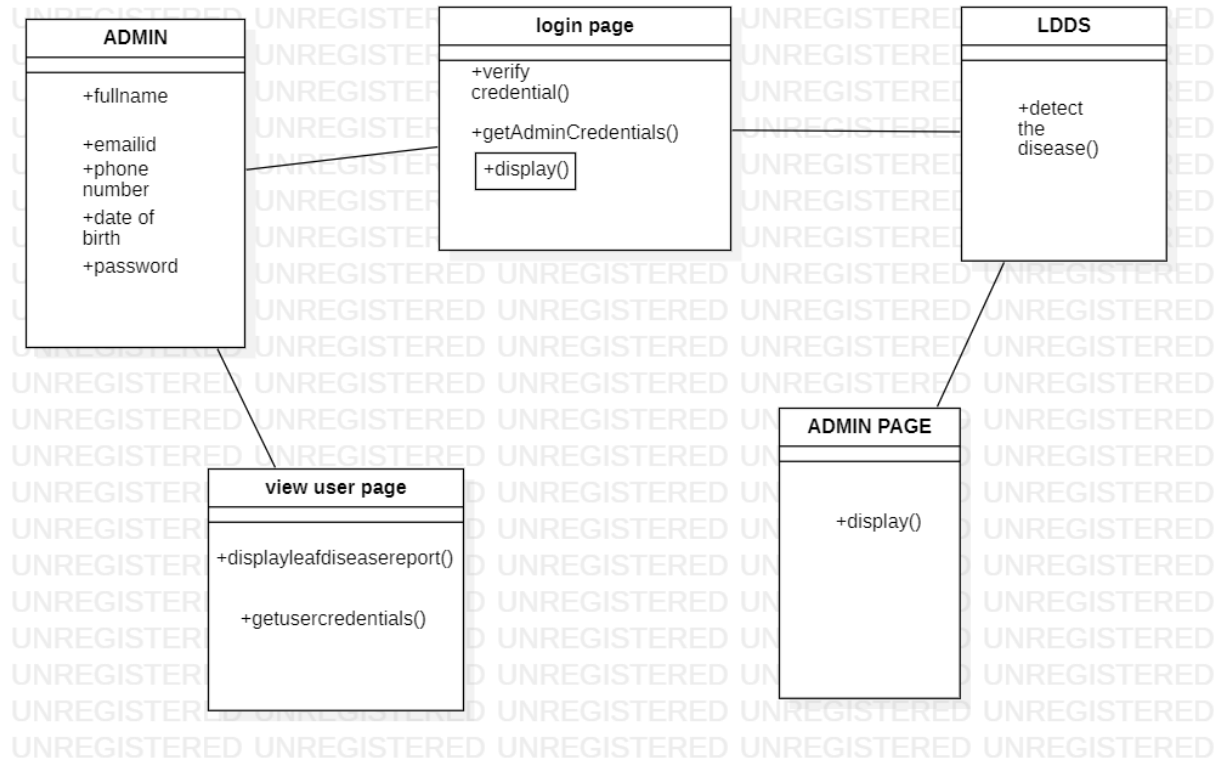 ADMIN
+fullname
+emailid
+phone
number
+date of
birth
+password
login page
+verify
credential()
+getAdminCredentials()
+display()
LDDS
+detect
the
disease()
view user page
+displayleafdiseasereport()
+getusercredentials()
ADMIN PAGE
+display()
UNREGISTERED